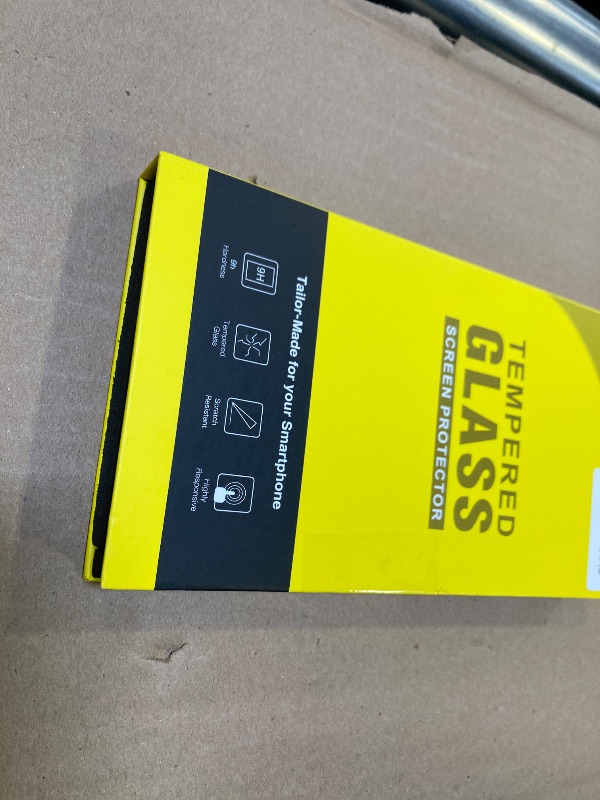 TEMPERED
GLASS
SCREEN PROTECTOR
Tailor-Made for your Smartphone
9H
9h
Hardness
Tempered
Glass
Scratch
Resistant
Highly
Responsive